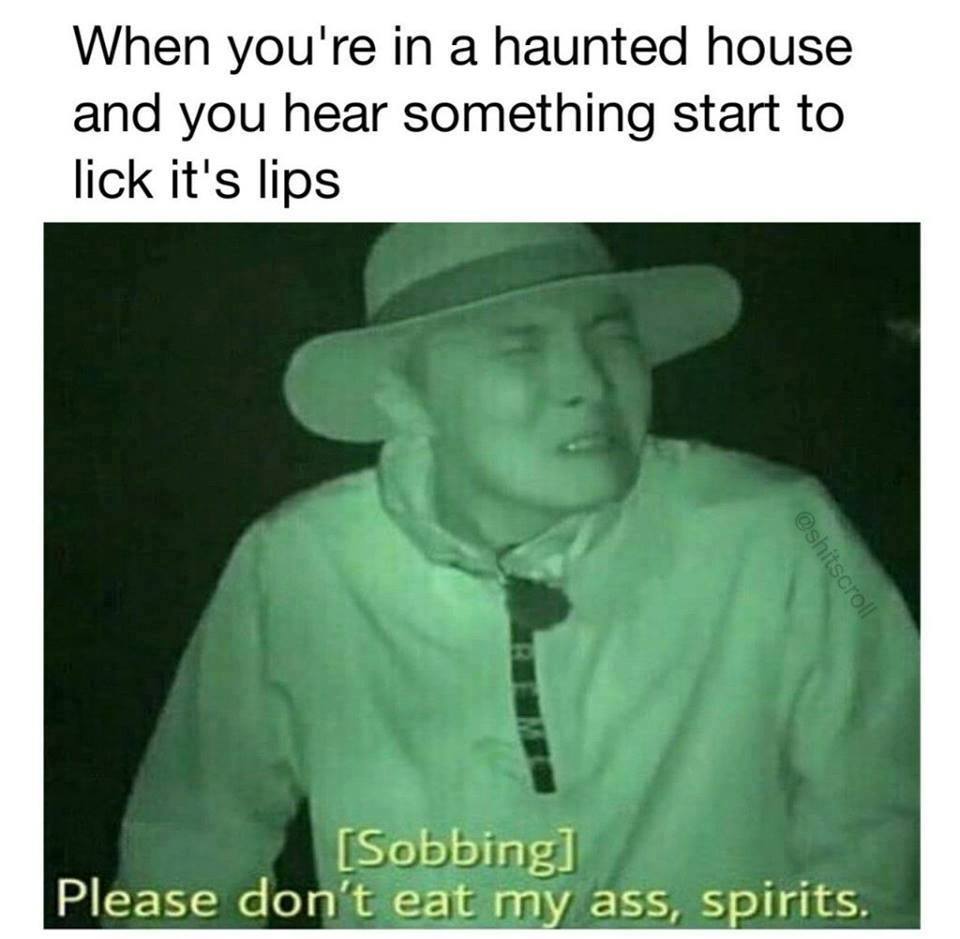 When you're in a haunted house
and you hear something start to
lick it's lips
@shitscroll
[Sobbing]
Please don't eat my ass, spirits.